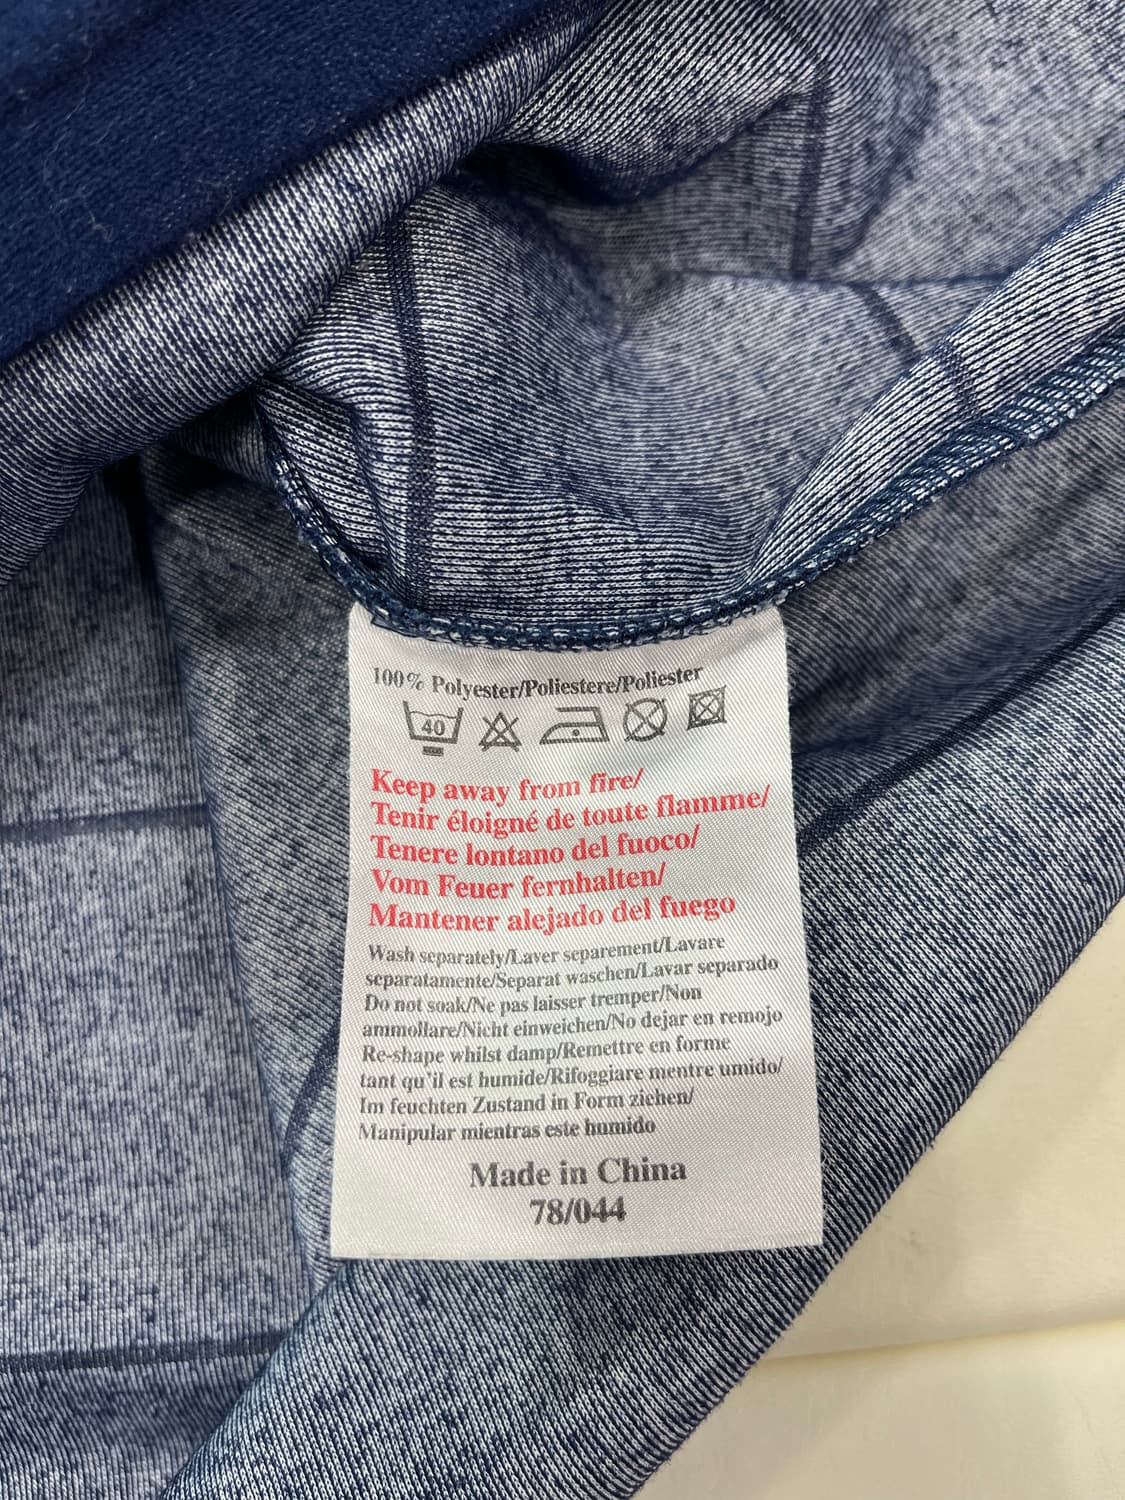 100% Polyester/Poliestere/Poliester
40
Keep away from fire/
Tenir éloigné de toute flamme/
Tenere lontano del fuoco/
Vom Feuer fernhalten/
Mantener alejado del fuego
Wash separately/Laver separement/Lavare
separatamente/Separat waschen/Lavar separado
Do not soak/Ne pas laisser tremper/Non
ammollare/Nicht einweichen/No dejar en remojo
Re-shape whilst damp/Remettre en forme
tant qu'il est humide/Rifoggiare mentre umido/
Im feuchten Zustand in Form ziehen/
Manipular mientras este humido
Made in China
78/044